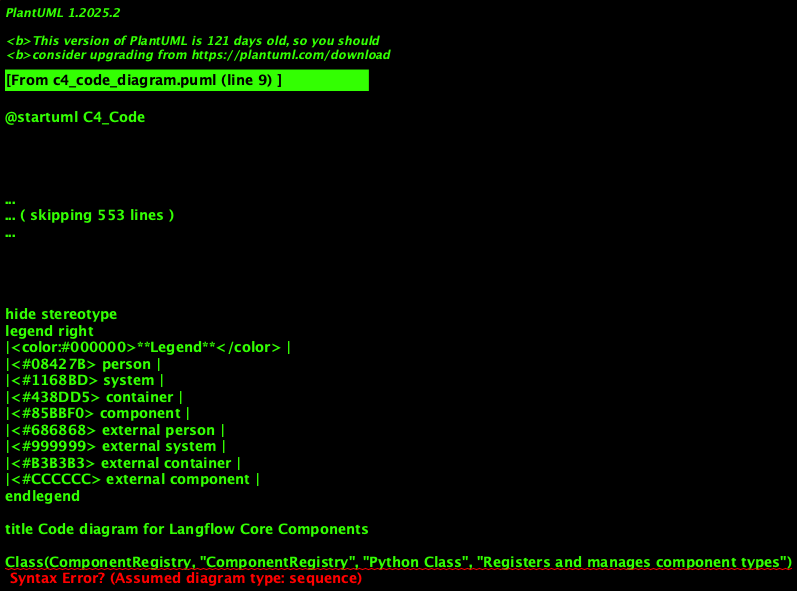 PlantUML 1.2025.2
<b>This version of PlantUML is 121 days old, so you should
<b>consider upgrading from https://plantuml.com/download
[From c4_code_diagram.puml (line 9) ]
@startuml C4_Code
...
... ( skipping 553 lines )
...
hide stereotype
legend right
|<color:#000000>**Legend**</color> |
|<#08427B> person |
|<#1168BD> system |
|<#438DD5> container |
|<#85BBF0> component |
|<#686868> external person |
|<#999999> external system |
|<#B3B3B3> external container |
|<#CCCCCC> external component |
endlegend
title Code diagram for Langflow Core Components
Class(ComponentRegistry, "ComponentRegistry", "Python Class", "Registers and manages component types")
Syntax Error? (Assumed diagram type: sequence)